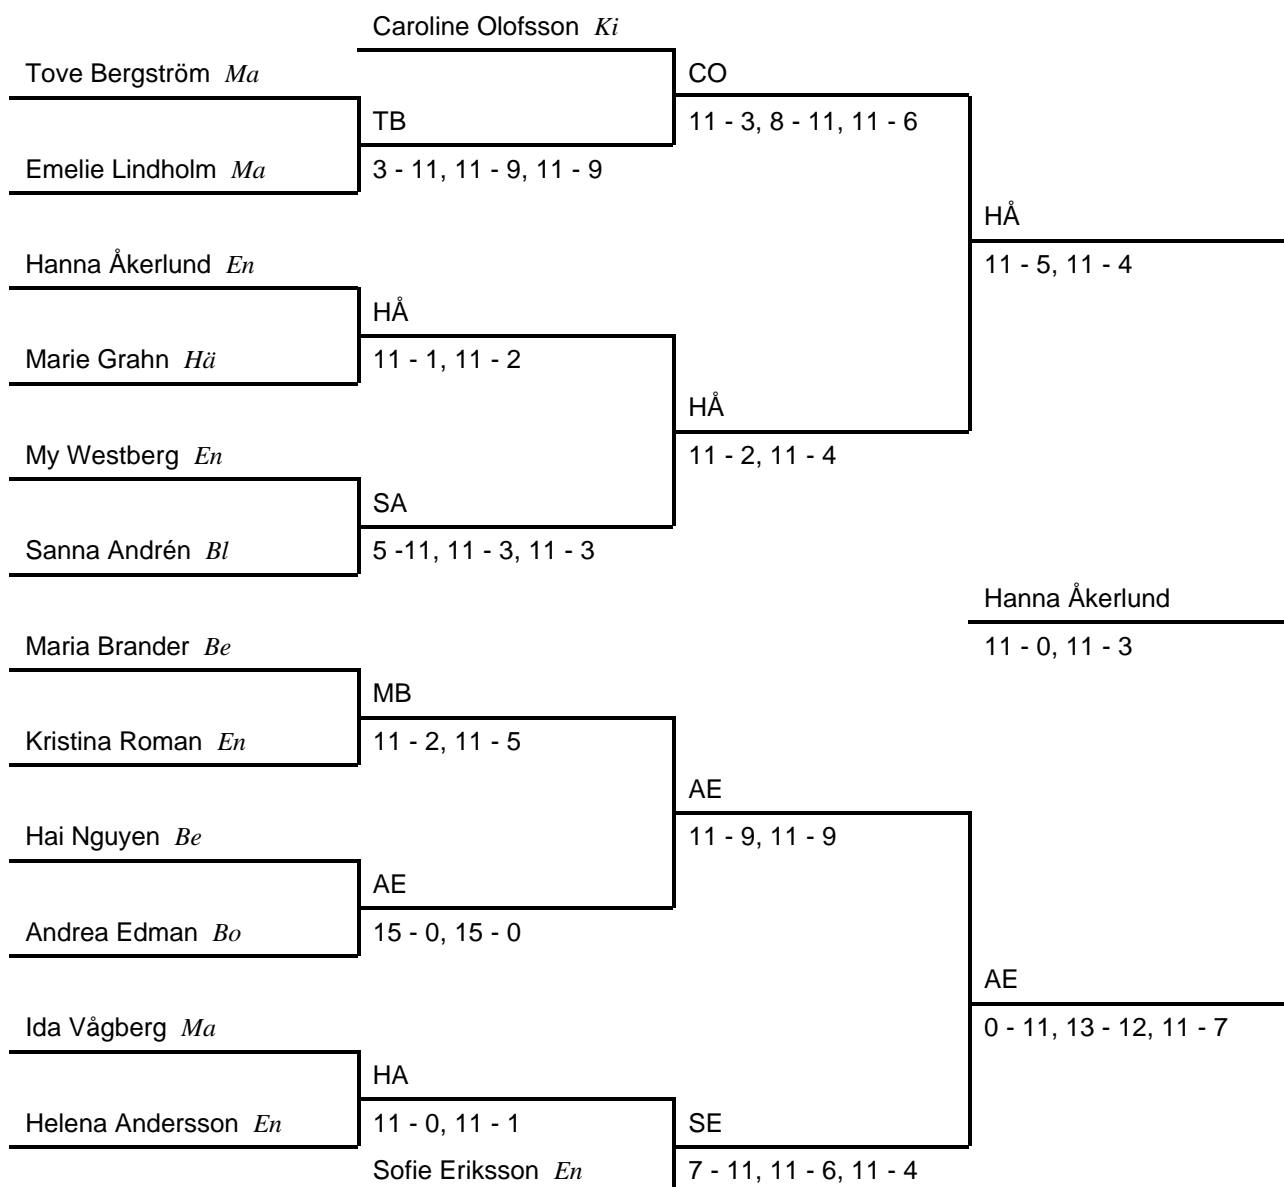 Caroline Olofsson Ki
Tove Bergström Ma
CO
TB
11 - 3, 8 - 11, 11 - 6
Emelie Lindholm Ma
3 - 11, 11 - 9, 11 - 9
HÅ
Hanna Åkerlund En
11 - 5, 11 - 4
HÅ
Marie Grahn Hä
11 - 1, 11 - 2
HÅ
My Westberg En
11 - 2, 11 - 4
SA
Sanna Andrén Bl
5 -11, 11 - 3, 11 - 3
Hanna Åkerlund
Maria Brander Be
11 - 0, 11 - 3
MB
Kristina Roman En
11 - 2, 11 - 5
AE
Hai Nguyen Be
11 - 9, 11 - 9
AE
Andrea Edman Bo
15 - 0, 15 - 0
AE
Ida Vågberg Ma
0 - 11, 13 - 12, 11 - 7
HA
Helena Andersson En
11 - 0, 11 - 1
SE
Sofie Eriksson En
7 - 11, 11 - 6, 11 - 4